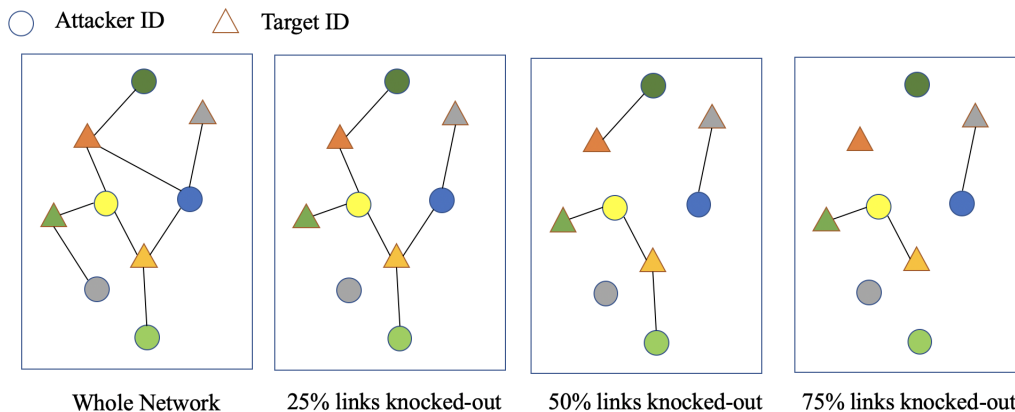 Attacker ID
Target ID
Whole Network
25% links knocked-out
50% links knocked-out
75% links knocked-out